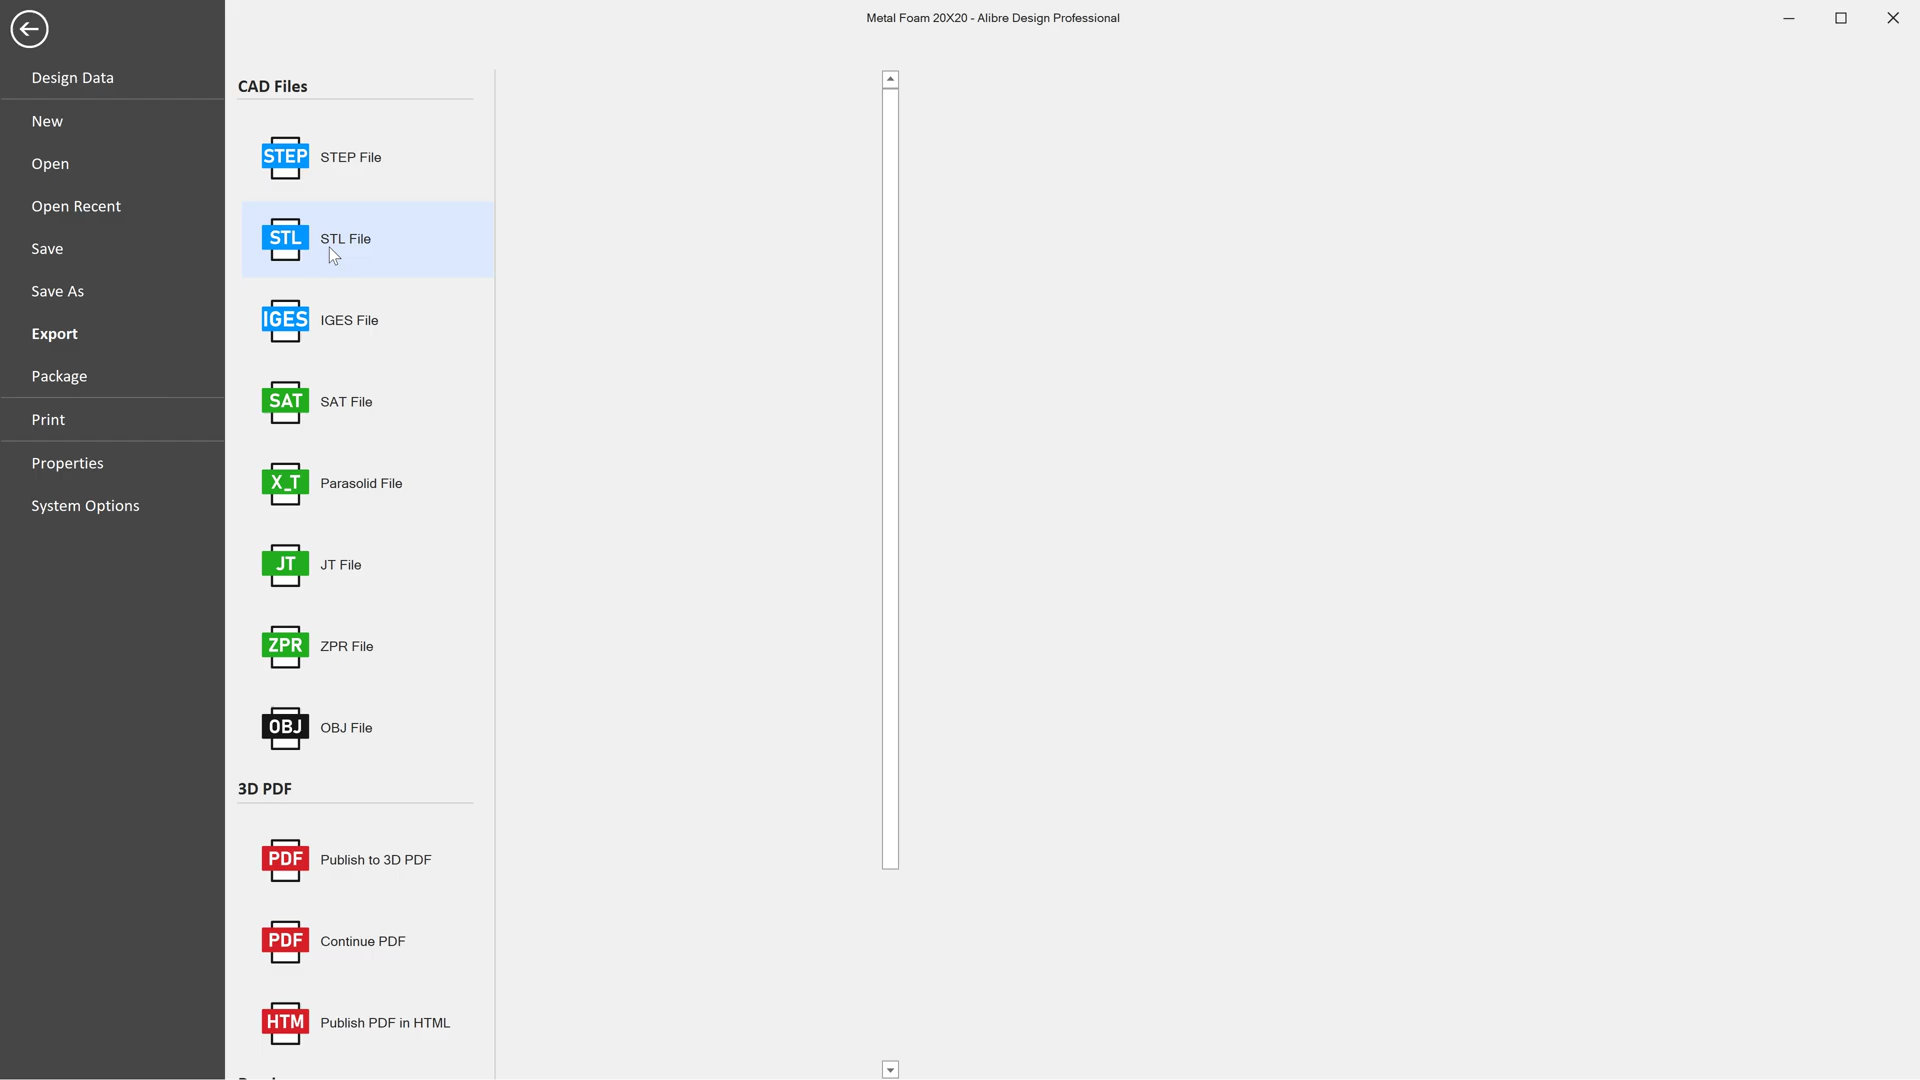 Metal Foam 20X20 - Alibre Design Professional
Design Data
New
Open
Open Recent
Save
Save As
Export
Package
Print
Properties
System Options
CAD Files
STEP STEP File
STL STL File
IGES IGES File
SAT SAT File
X_T Parasolid File
JT JT File
ZPR ZPR File
OBJ OBJ File
3D PDF
PDF Publish to 3D PDF
PDF Continue PDF
HTM Publish PDF in HTML